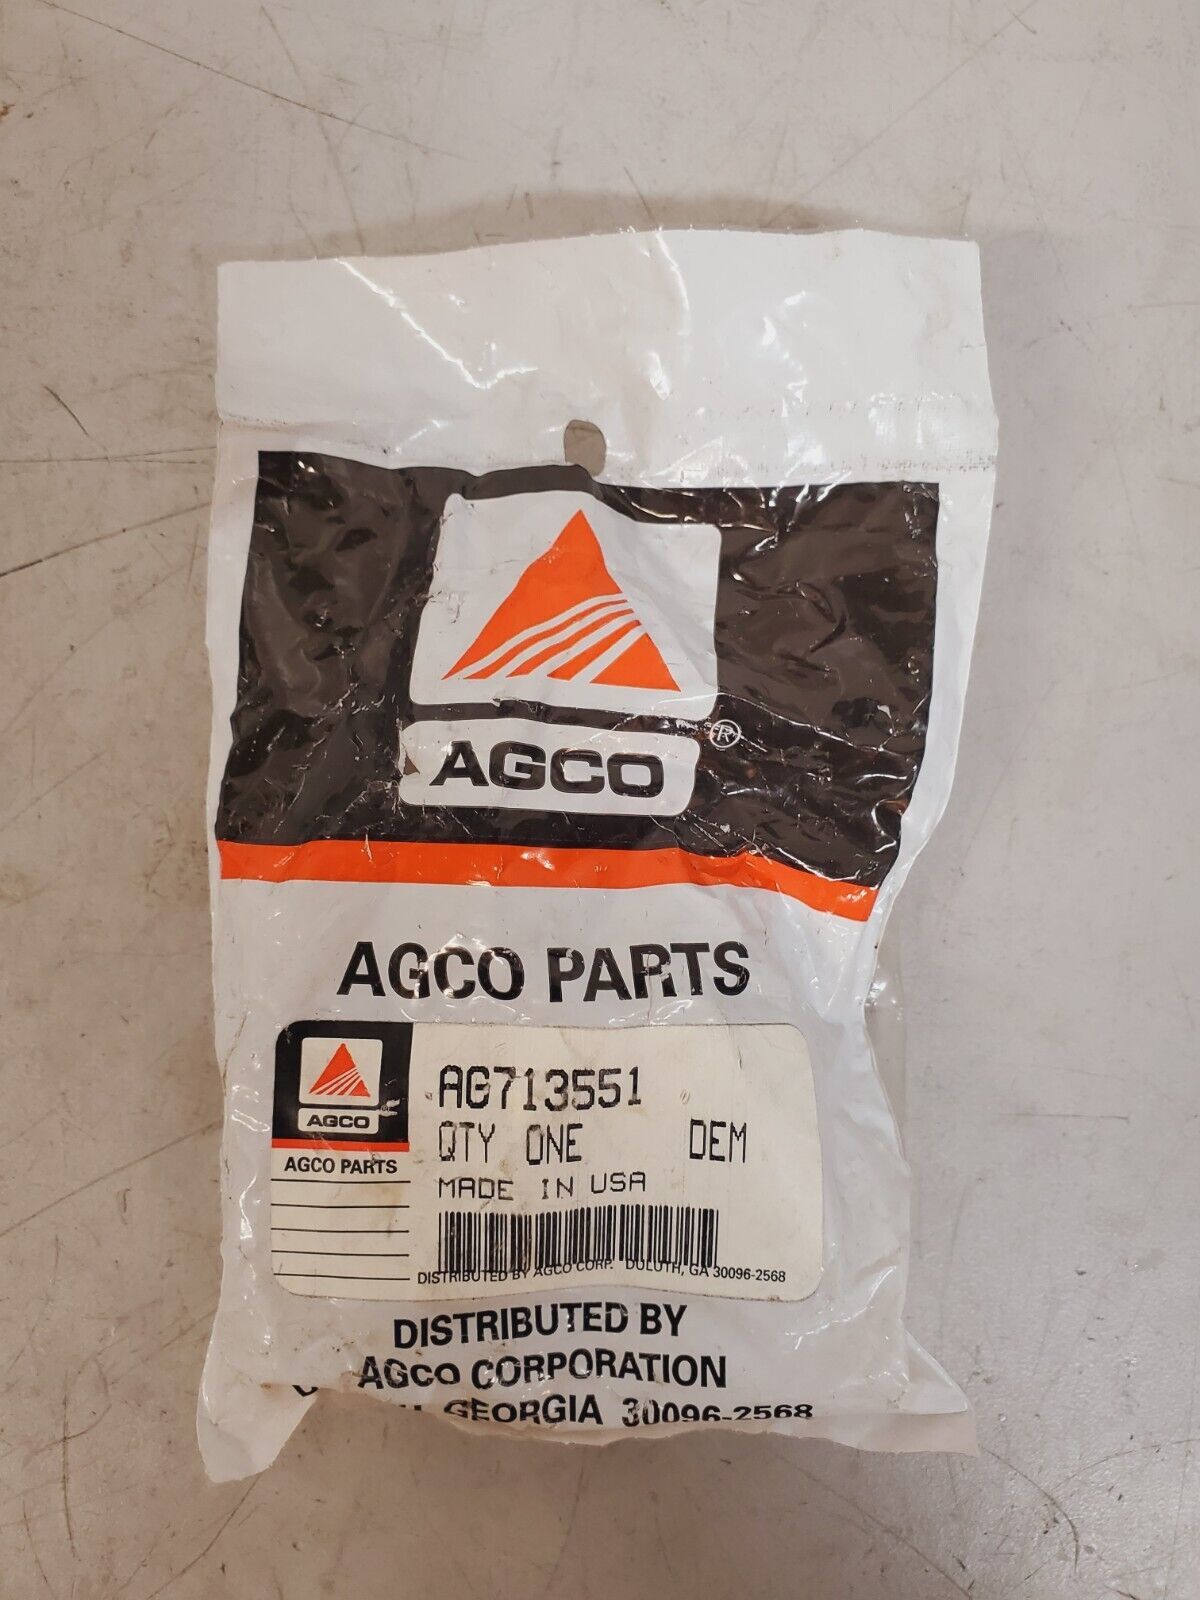 AGCO ®
AGCO PARTS
AGCO
AGCO PARTS
AG713551
QTY ONE DEM
MADE IN USA
DISTRIBUTED BY AGCO CORP. DULUTH, GA 30096-2568
DISTRIBUTED BY
AGCO CORPORATION
GEORGIA 30096-2568